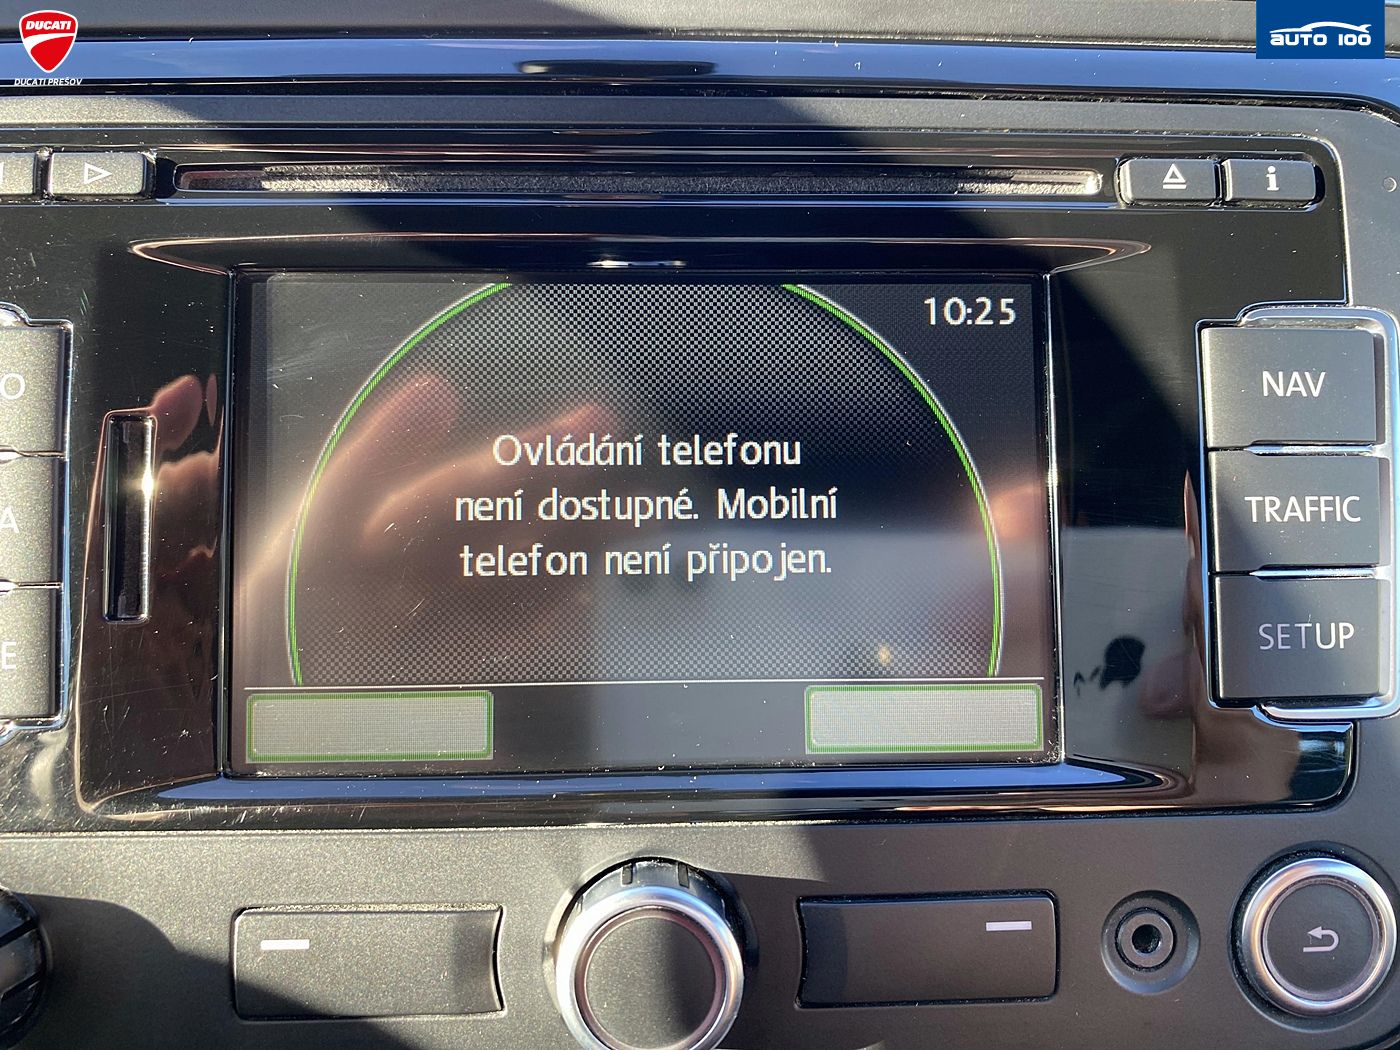 DUCATI
DUCATI PREŠOV
AUTO 100
i
10:25
Ovládání telefonu
není dostupné. Mobilní
telefon není připojen.
NAV
TRAFFIC
SETUP
O
A
E